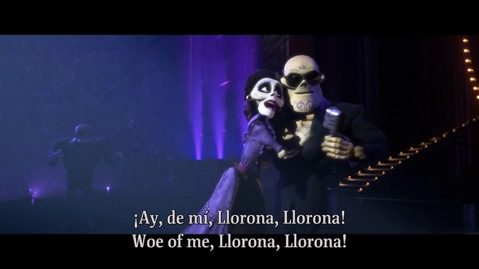 ¡Ay, de mí, Llorona, Llorona!
Woe of me, Llorona, Llorona!